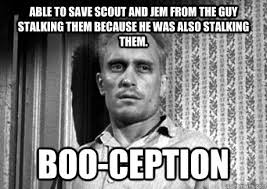 ABLE TO SAVE SCOUT AND JEM FROM THE GUY
STALKING THEM BECAUSE HE WAS ALSO STALKING
THEM.
BOO-CEPTION